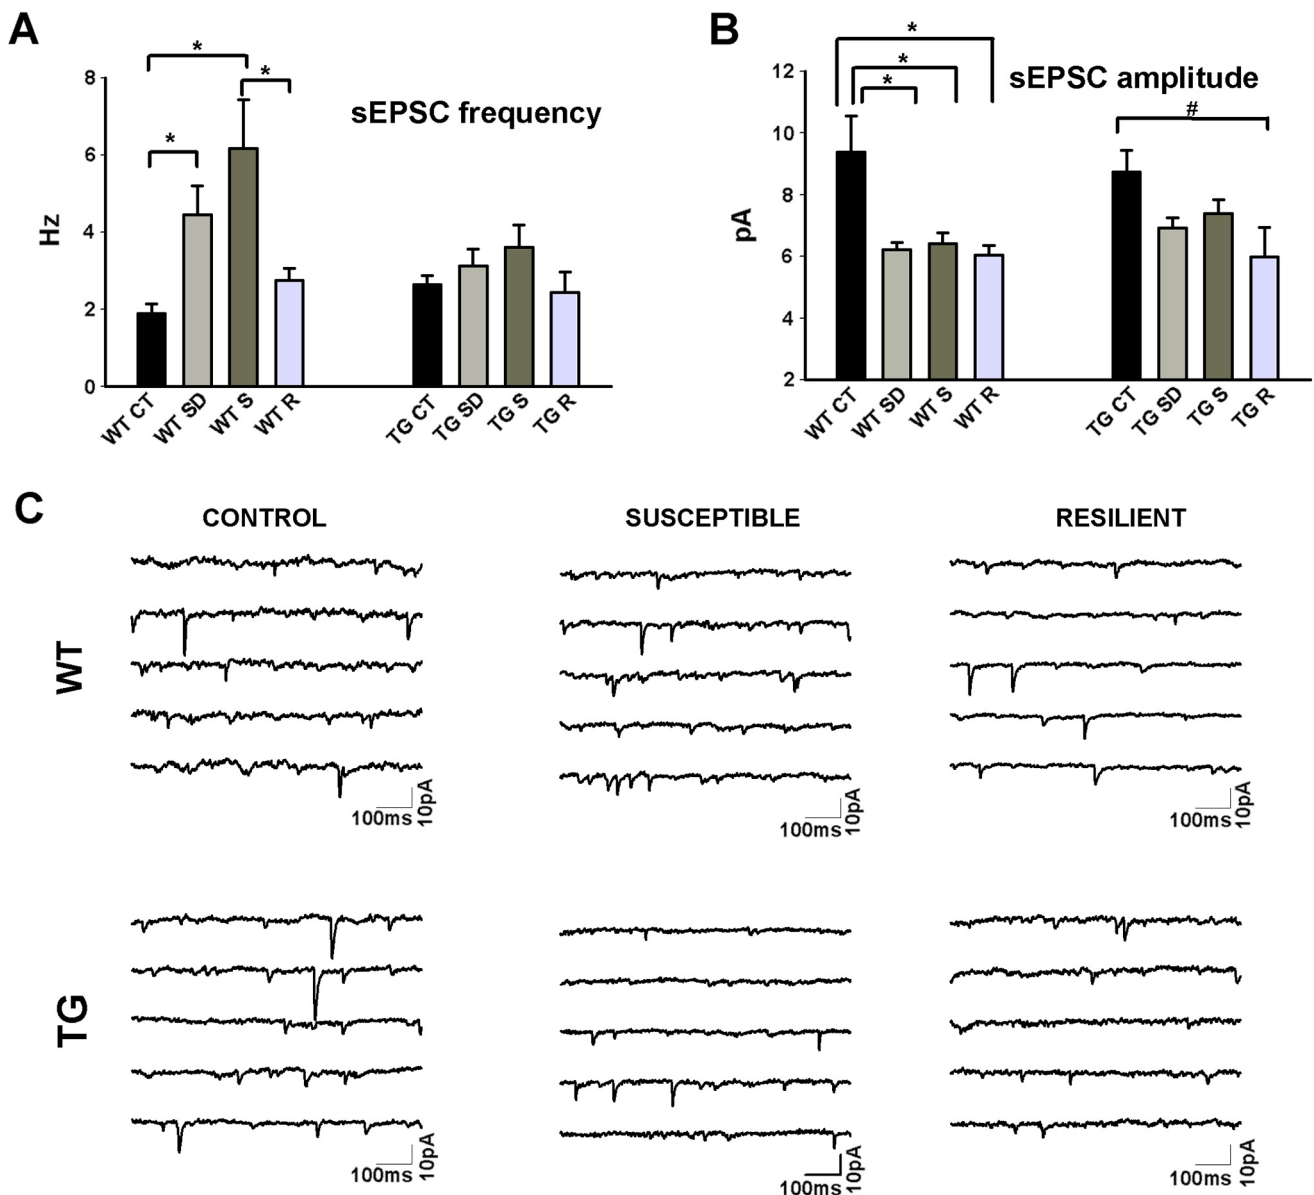 A
sEPSC frequency
Hz
8
6
4
2
0
*
*
*
WT CT
WT SD
WT S
WT R
TG CT
TG SD
TG S
TG R
B
sEPSC amplitude
pA
12
10
8
6
4
2
*
*
*
#
WT CT
WT SD
WT S
WT R
TG CT
TG SD
TG S
TG R
C
CONTROL
SUSCEPTIBLE
RESILIENT
WT
100ms
10pA
100ms
10pA
100ms
10pA
TG
100ms
10pA
100ms
10pA
100ms
10pA